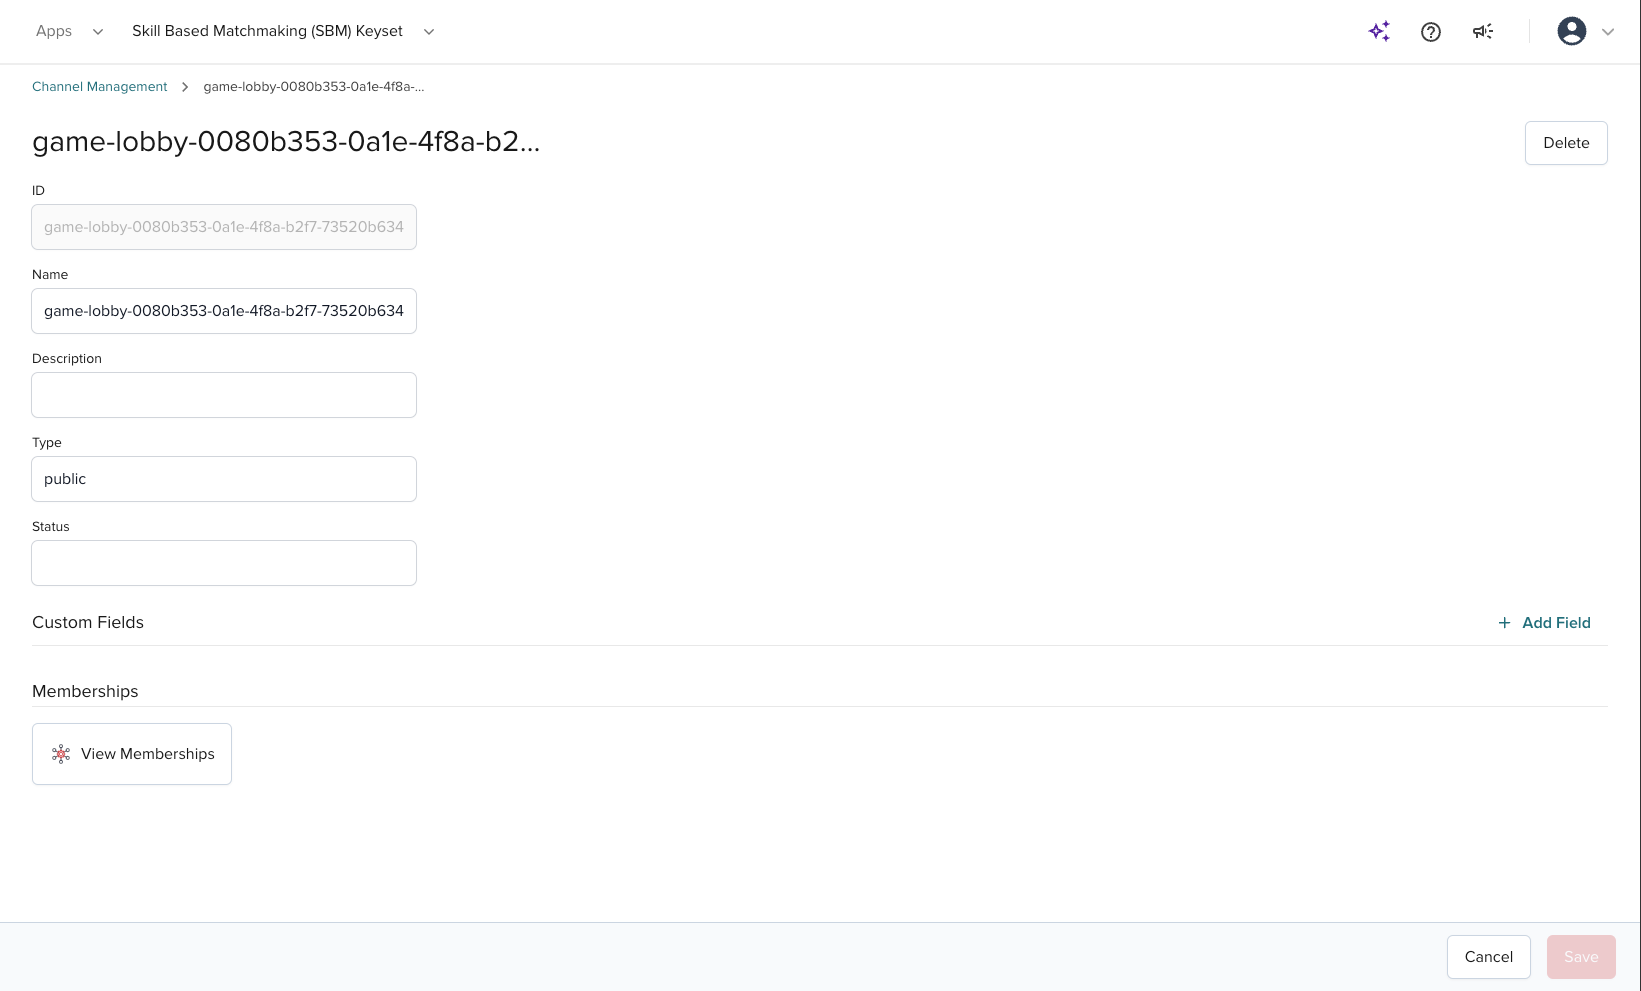 Apps Skill Based Matchmaking (SBM) Keyset
Channel Management > game-lobby-0080b353-0a1e-4f8a-...
game-lobby-0080b353-0a1e-4f8a-b2... Delete
ID
game-lobby-0080b353-0a1e-4f8a-b2f7-73520b634
Name
game-lobby-0080b353-0a1e-4f8a-b2f7-73520b634
Description
Type
public
Status
Custom Fields + Add Field
Memberships
View Memberships
Cancel Save